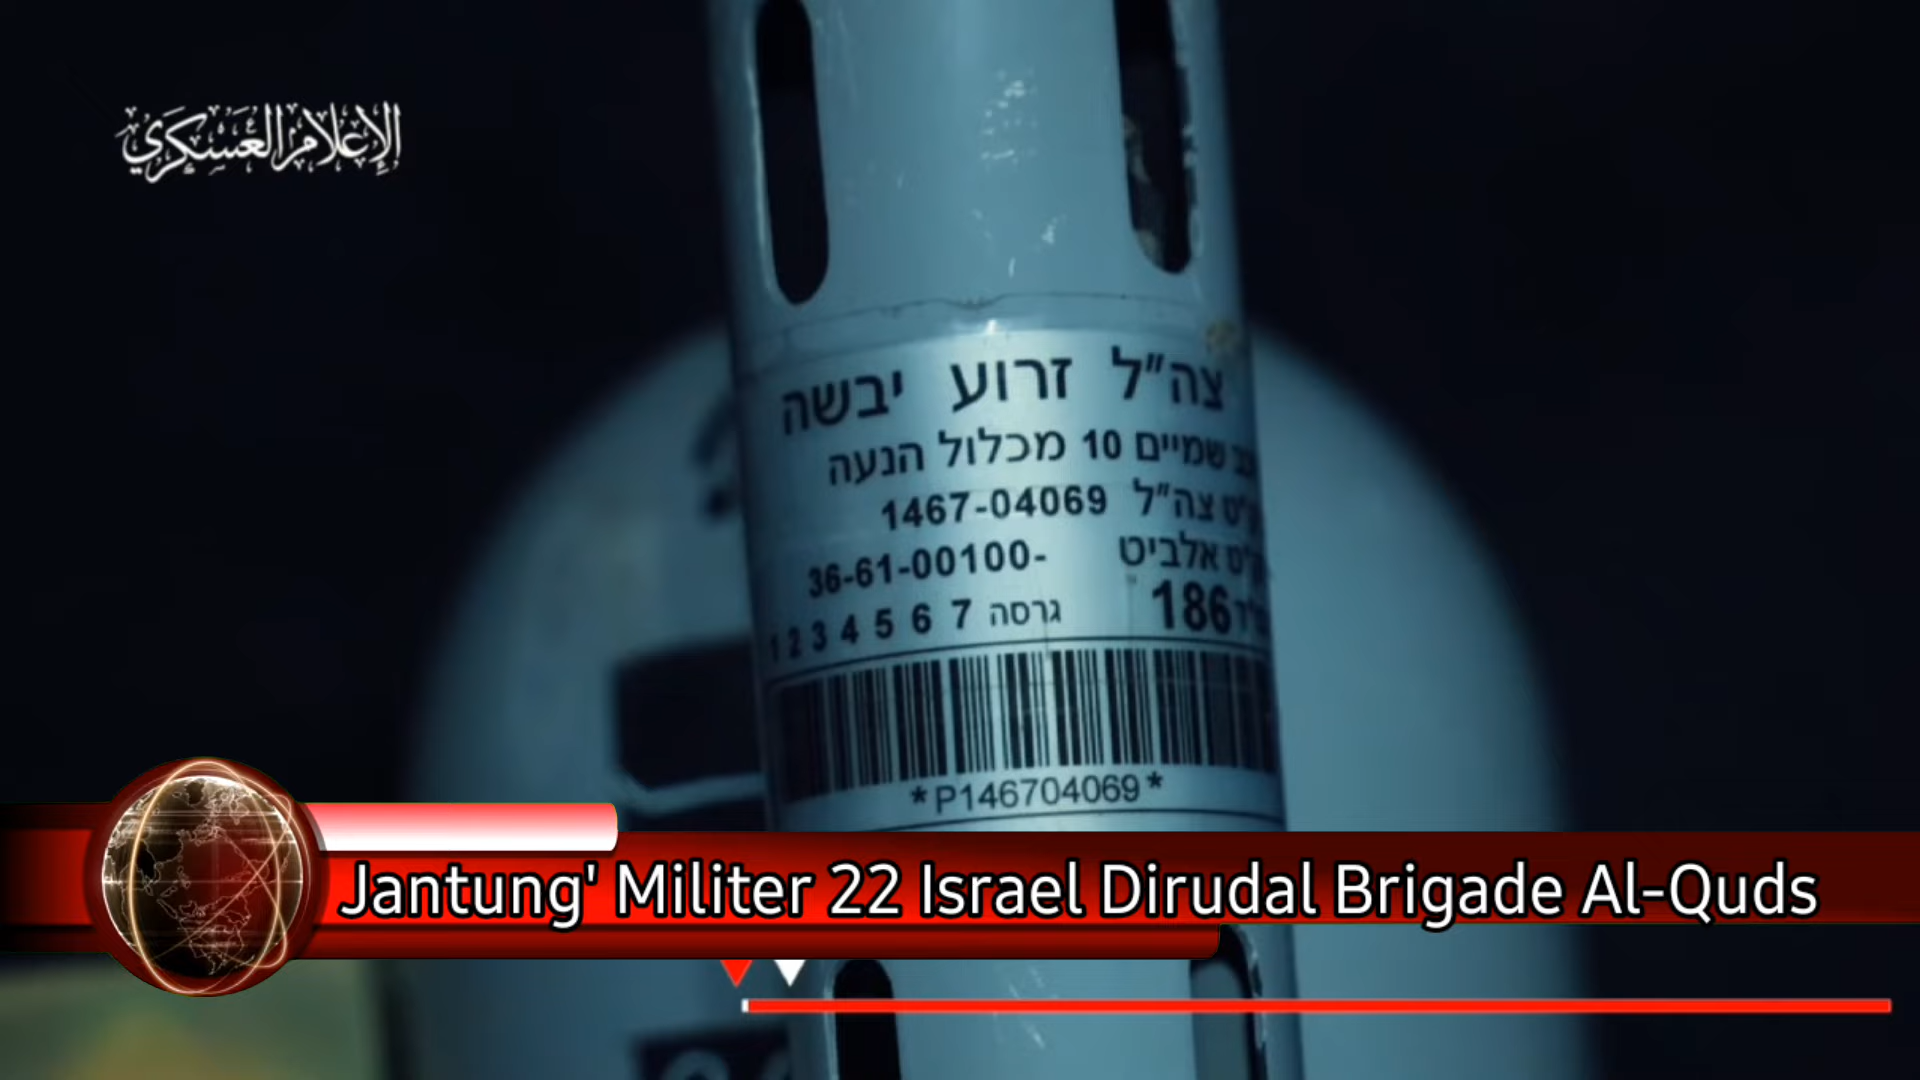 الإعلام العسكري
צה"ל זרוע יבשה
שמיים 10 מכלול הנעה
צה"ל 1467-04069
אלביט 36-61-00100-
186
גרסה 7 6 5 4 3 2 1
*P146704069*
Jantung' Militer 22 Israel Dirudal Brigade Al-Quds